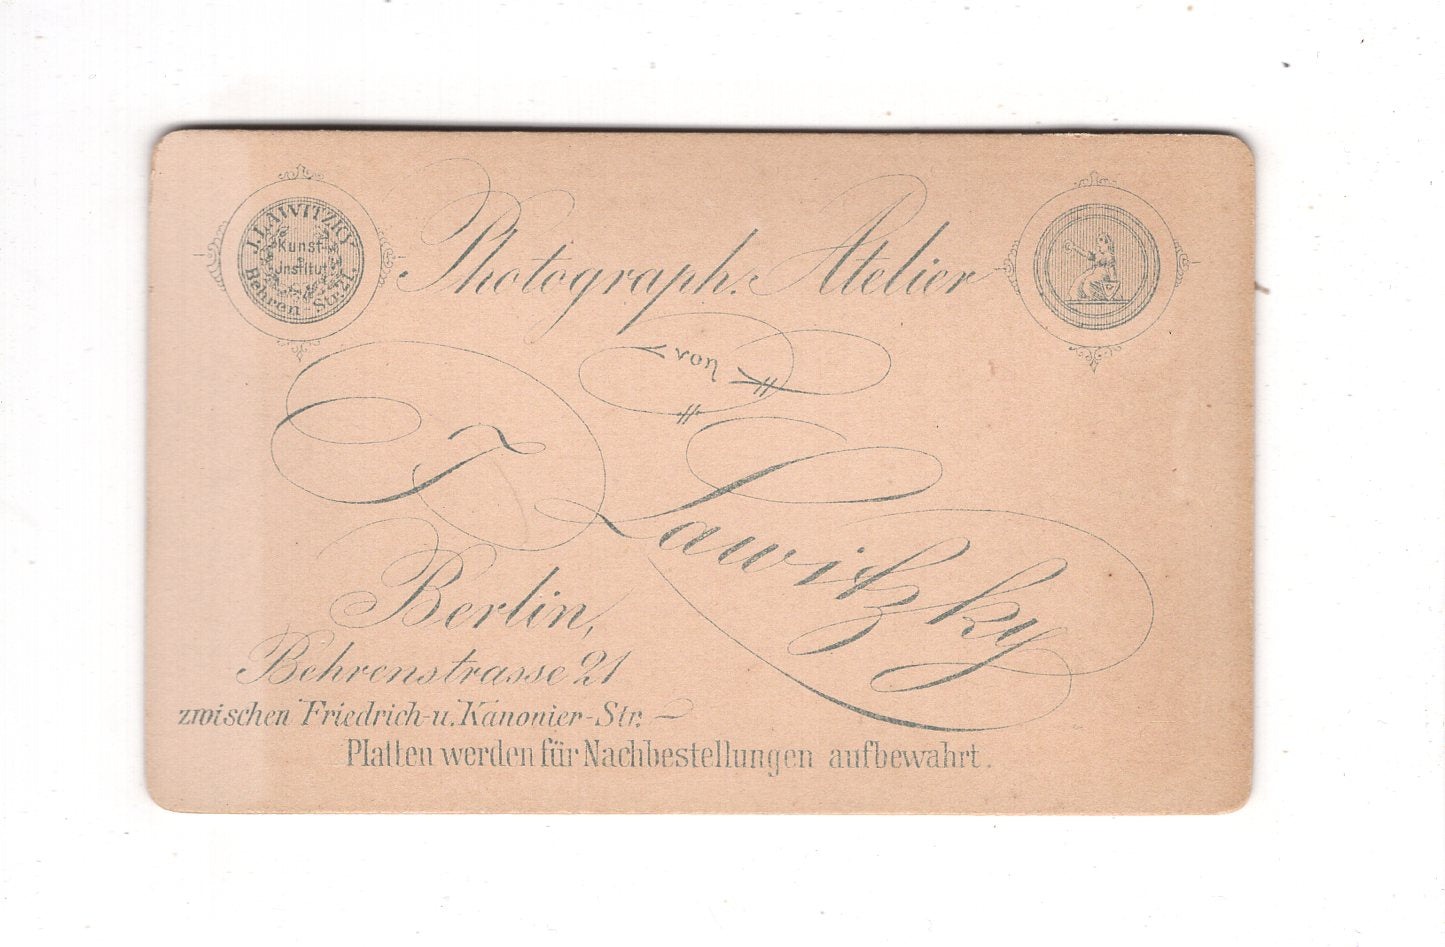 J. LAWITZKY
Kunst-
Jnstitut
Behren-Str. 21.
Photograph. Atelier
von
J. Lawitzky
Berlin,
Behrenstrasse 21
zwischen Friedrich-u. Kanonier-Str.
Platten werden für Nachbestellungen aufbewahrt.